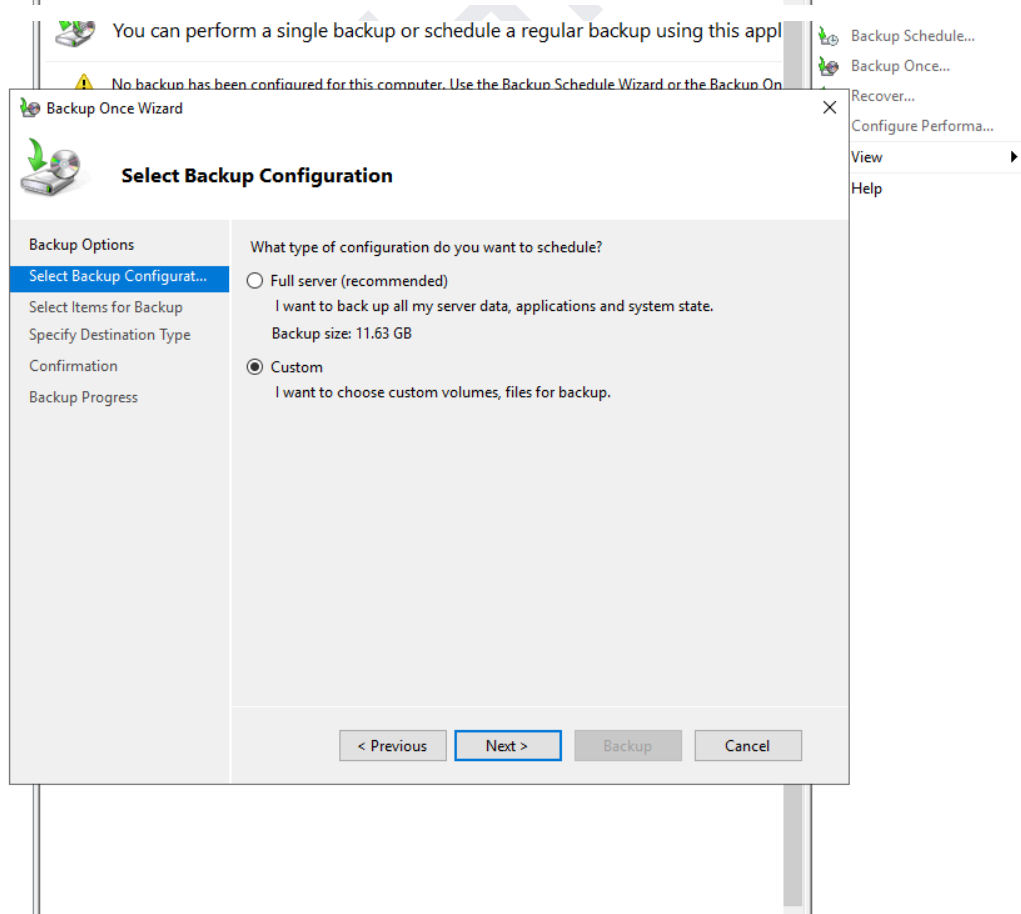 You can perform a single backup or schedule a regular backup using this appl
No backup has been configured for this computer. Use the Backup Schedule Wizard or the Backup On
Backup Schedule...
Backup Once...
Recover...
Configure Performa...
View
Help
Backup Once Wizard
Select Backup Configuration
Backup Options
Select Backup Configurat...
Select Items for Backup
Specify Destination Type
Confirmation
Backup Progress
What type of configuration do you want to schedule?
Full server (recommended)
I want to back up all my server data, applications and system state.
Backup size: 11.63 GB
Custom
I want to choose custom volumes, files for backup.
< Previous
Next >
Backup
Cancel